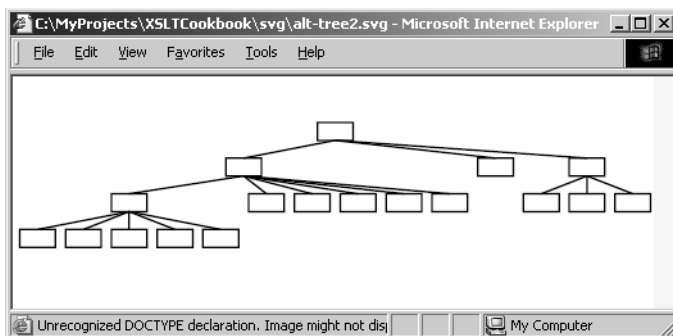 C:\MyProjects\XSLTCookbook\svg\alt-tree2.svg - Microsoft Internet Explorer
File Edit View Favorites Tools Help
Unrecognized DOCTYPE declaration. Image might not disp
My Computer